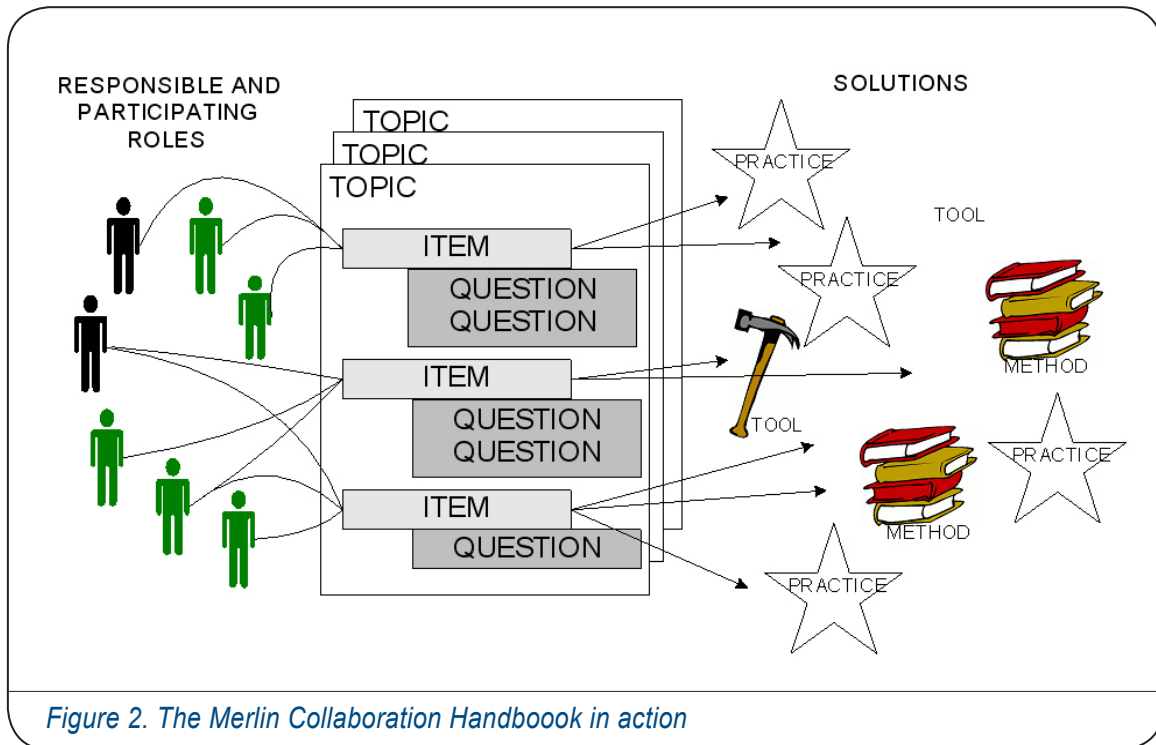 RESPONSIBLE AND
PARTICIPATING
ROLES
TOPIC
TOPIC
TOPIC
ITEM
QUESTION
QUESTION
ITEM
QUESTION
QUESTION
ITEM
QUESTION
SOLUTIONS
PRACTICE
TOOL
PRACTICE
METHOD
TOOL
PRACTICE
METHOD
PRACTICE
Figure 2. The Merlin Collaboration Handboook in action